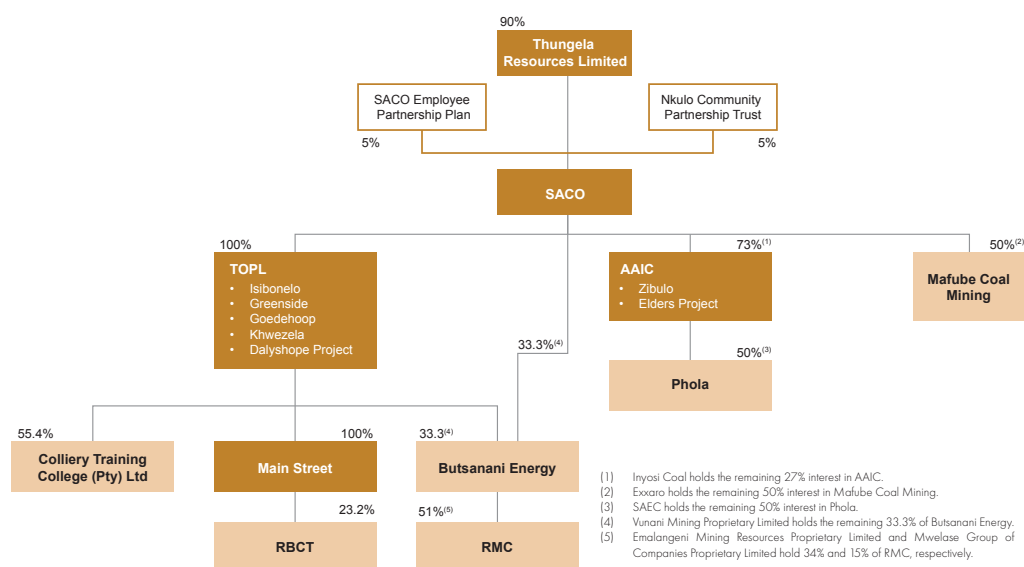 90%
Thungela
Resources Limited
SACO Employee
Partnership Plan
Nkulo Community
Partnership Trust
5%
5%
SACO
100%
TOPL
• Isibonelo
• Greenside
• Goedehoop
• Khwezela
• Dalyshope Project
73%(1)
AAIC
• Zibulo
• Elders Project
50%(2)
Mafube Coal
Mining
33.3%(4)
50%(3)
Phola
55.4%
Colliery Training
College (Pty) Ltd
100%
Main Street
33.3(4)
Butsanani Energy
23.2%
RBCT
51%(5)
RMC
(1) Inyosi Coal holds the remaining 27% interest in AAIC.
(2) Exxaro holds the remaining 50% interest in Mafube Coal Mining.
(3) SAEC holds the remaining 50% interest in Phola.
(4) Vunani Mining Proprietary Limited holds the remaining 33.3% of Butsanani Energy.
(5) Emalangeni Mining Resources Proprietary Limited and Mwelase Group of
Companies Proprietary Limited hold 34% and 15% of RMC, respectively.